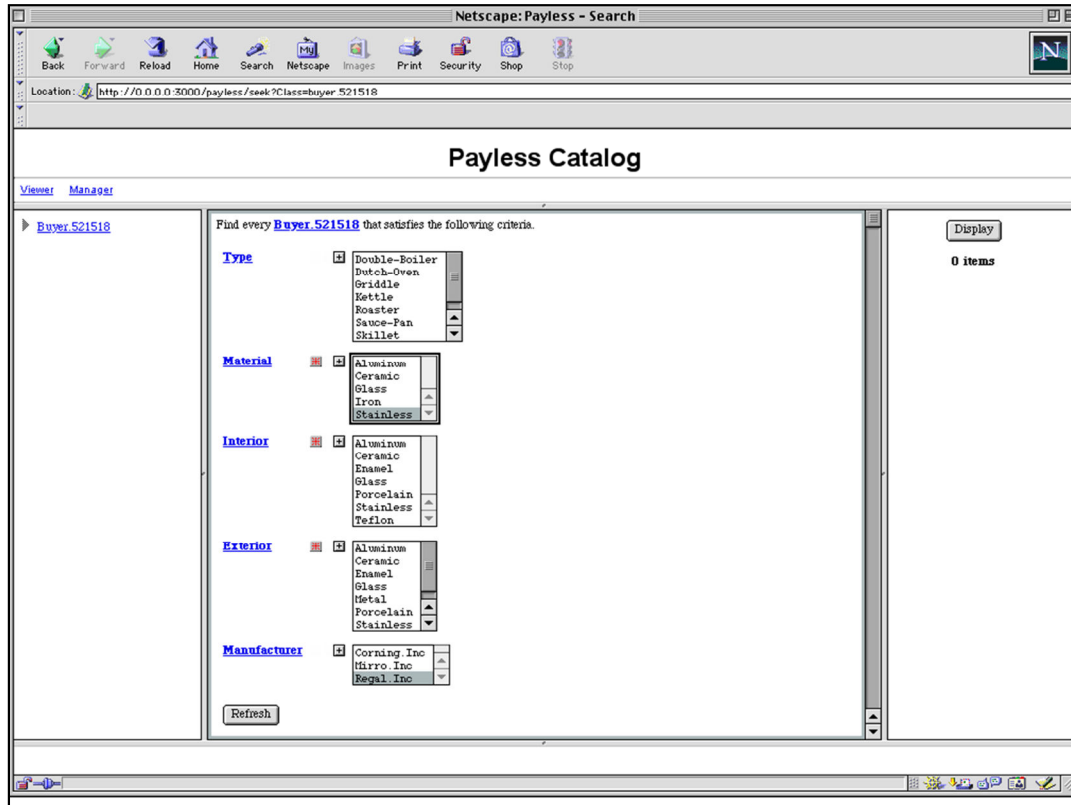 Netscape: Payless - Search
Back Forward Reload Home Search Netscape Images Print Security Shop Stop
My
N
Location: http://0.0.0.0:3000/payless/seek?Class=buyer.521518
Payless Catalog
Viewer Manager
Buyer.521518
Find every Buyer.521518 that satisfies the following criteria.
Type
Double-Boiler
Dutch-Oven
Griddle
Kettle
Roaster
Sauce-Pan
Skillet
Material
Aluminum
Ceramic
Glass
Iron
Stainless
Interior
Aluminum
Ceramic
Enamel
Glass
Porcelain
Stainless
Teflon
Exterior
Aluminum
Ceramic
Enamel
Glass
Metal
Porcelain
Stainless
Manufacturer
Corning.Inc
Mirro.Inc
Regal.Inc
Refresh
Display
0 items